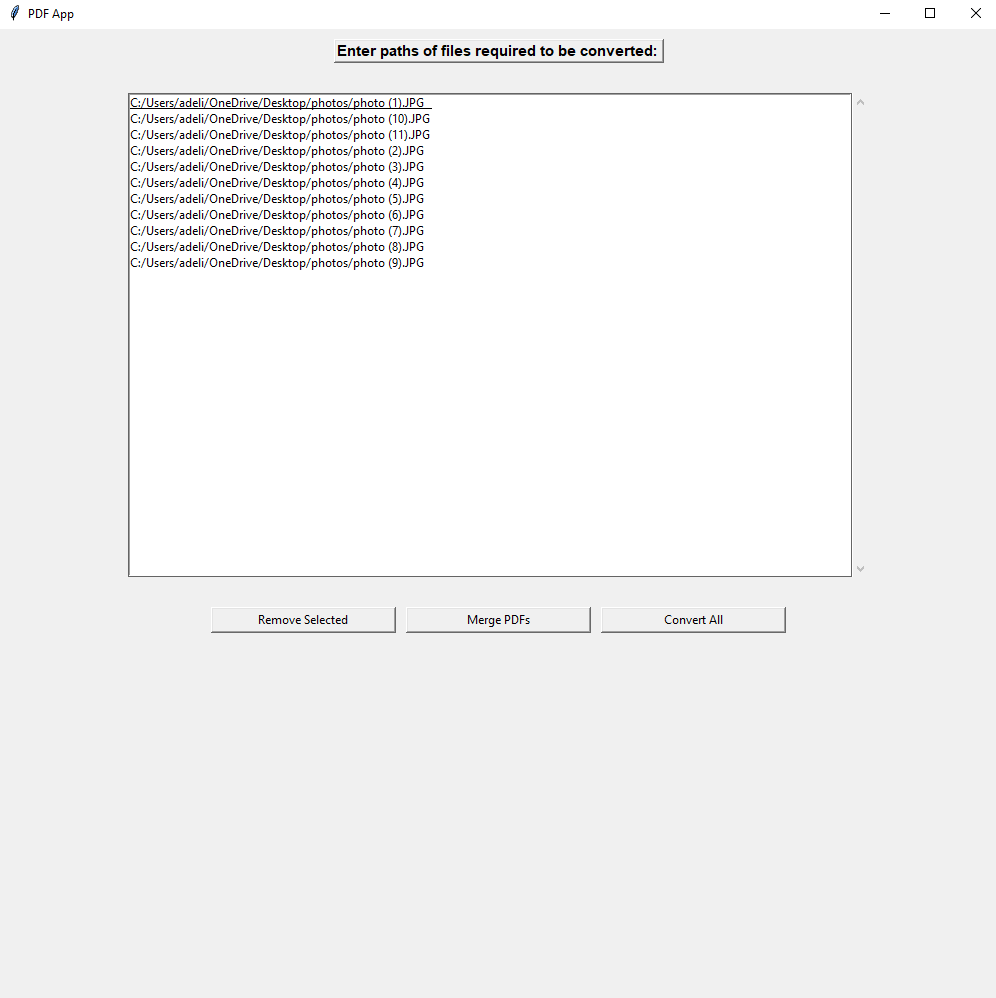 PDF App
Enter paths of files required to be converted:
C:/Users/adeli/OneDrive/Desktop/photos/photo (1).JPG
C:/Users/adeli/OneDrive/Desktop/photos/photo (10).JPG
C:/Users/adeli/OneDrive/Desktop/photos/photo (11).JPG
C:/Users/adeli/OneDrive/Desktop/photos/photo (2).JPG
C:/Users/adeli/OneDrive/Desktop/photos/photo (3).JPG
C:/Users/adeli/OneDrive/Desktop/photos/photo (4).JPG
C:/Users/adeli/OneDrive/Desktop/photos/photo (5).JPG
C:/Users/adeli/OneDrive/Desktop/photos/photo (6).JPG
C:/Users/adeli/OneDrive/Desktop/photos/photo (7).JPG
C:/Users/adeli/OneDrive/Desktop/photos/photo (8).JPG
C:/Users/adeli/OneDrive/Desktop/photos/photo (9).JPG
Remove Selected Merge PDFs Convert All